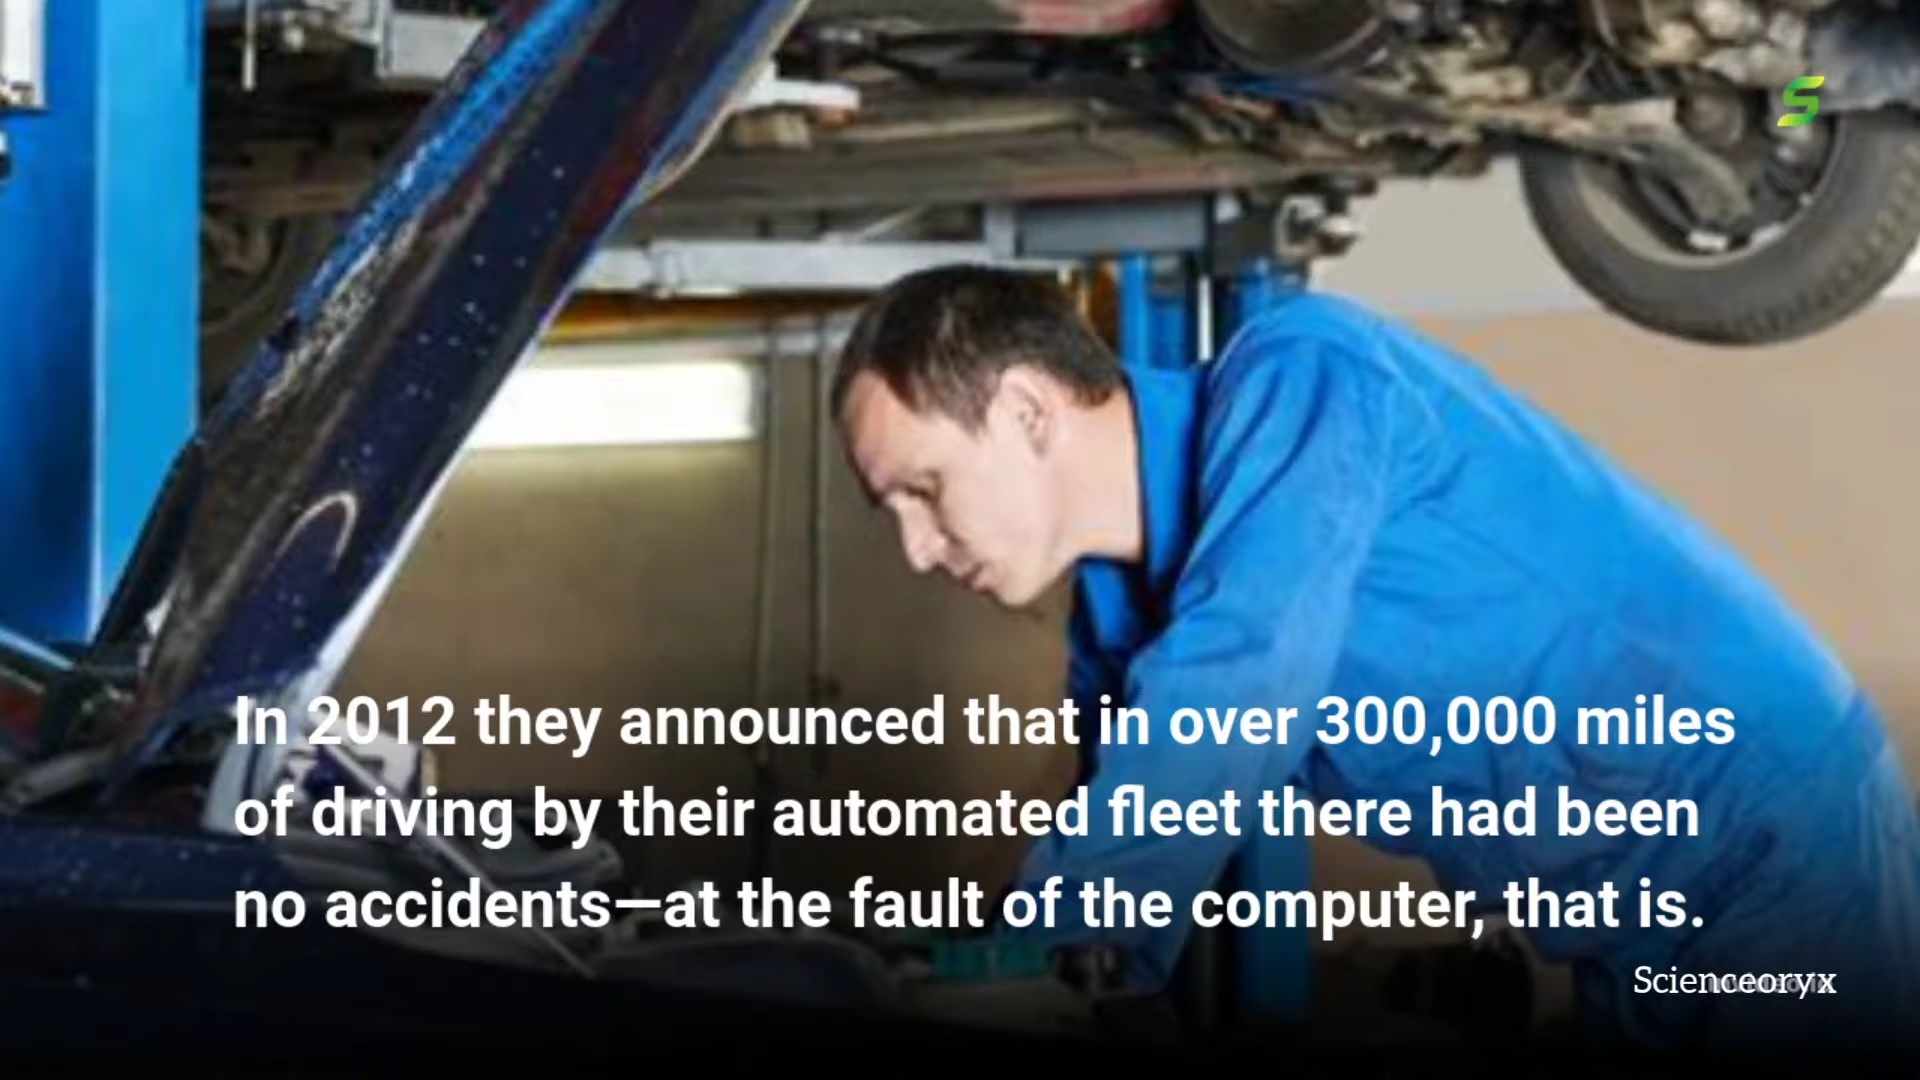 In 2012 they announced that in over 300,000 miles
of driving by their automated fleet there had been
no accidents—at the fault of the computer, that is.
Scienceoryx